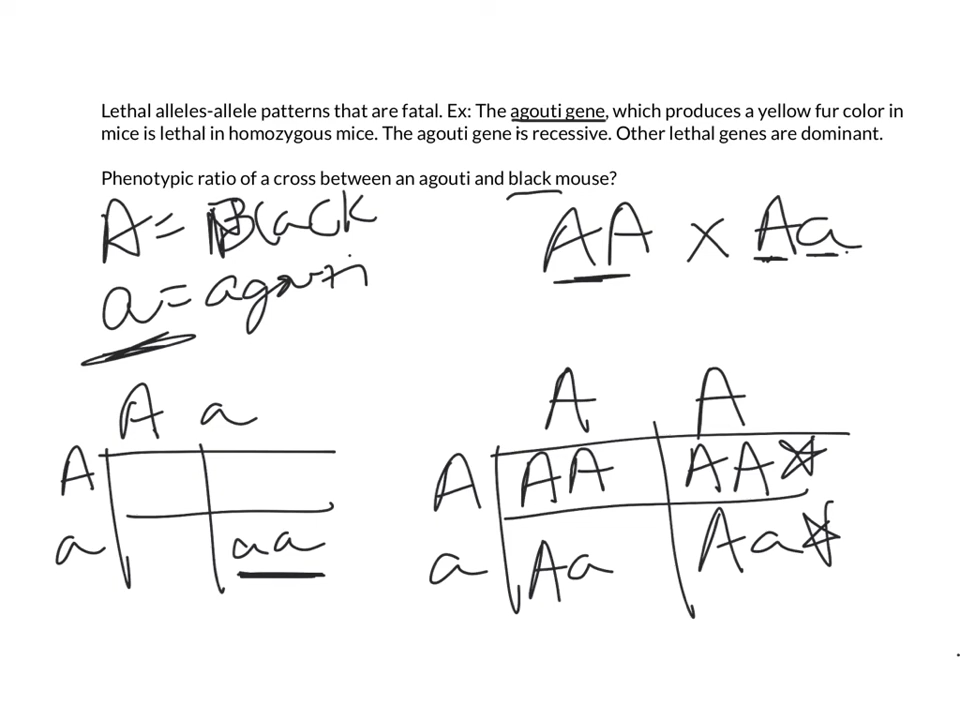 Lethal alleles-allele patterns that are fatal. Ex: The agouti gene, which produces a yellow fur color in
mice is lethal in homozygous mice. The agouti gene is recessive. Other lethal genes are dominant.
Phenotypic ratio of a cross between an agouti and black mouse?
A = Black
a = agouti
AA x Aa
A a
A
a aa
A A
A AA AA
a Aa Aa